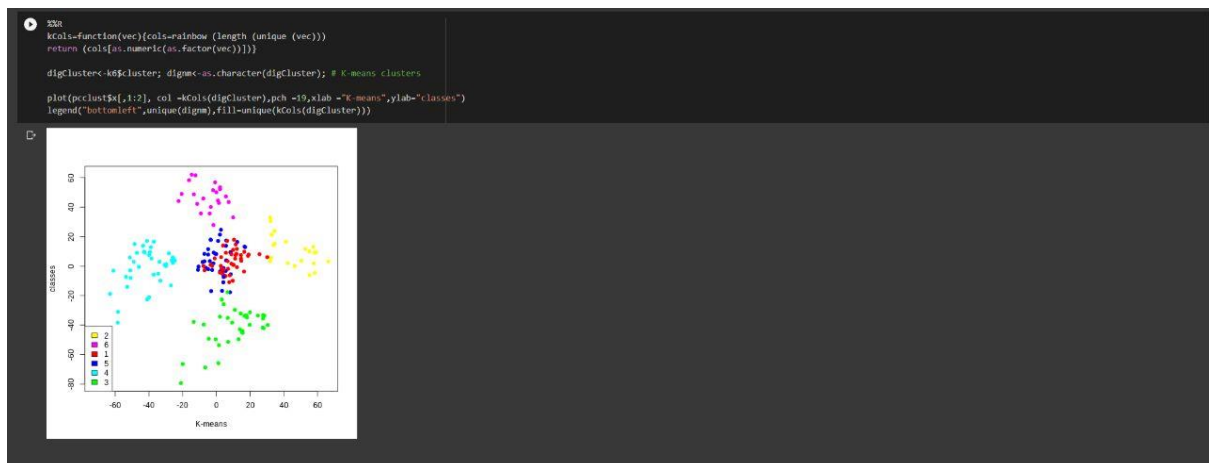 %%R
kCols=function(vec){cols=rainbow (length (unique (vec)))
return (cols[as.numeric(as.factor(vec))])}
digCluster<-k6$cluster; dignm<-as.character(digCluster); # K-means clusters
plot(pcclust$x[,1:2], col =kCols(digCluster),pch =19,xlab ="K-means",ylab="classes")
legend("bottomleft",unique(dignm),fill=unique(kCols(digCluster)))
60
40
20
0
-20
-40
-60
-80
classes
2
6
1
5
4
3
-60 -40 -20 0 20 40 60
K-means